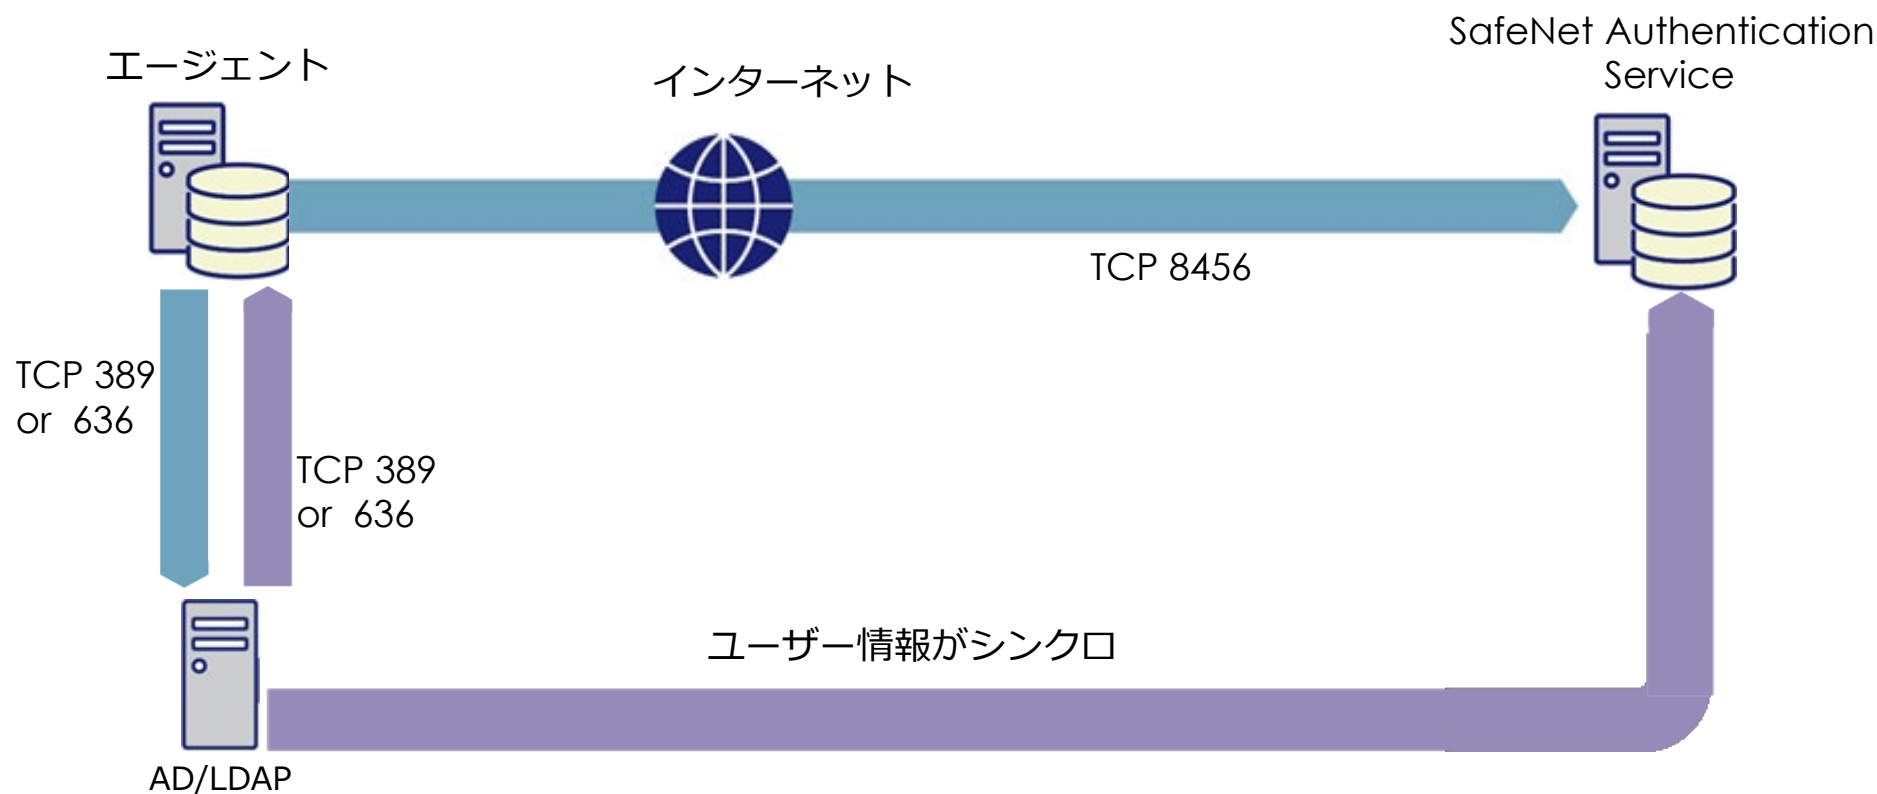 SafeNet Authentication
Service
エージェント
インターネット
TCP 8456
TCP 389
or 636
TCP 389
or 636
ユーザー情報がシンクロ
AD/LDAP